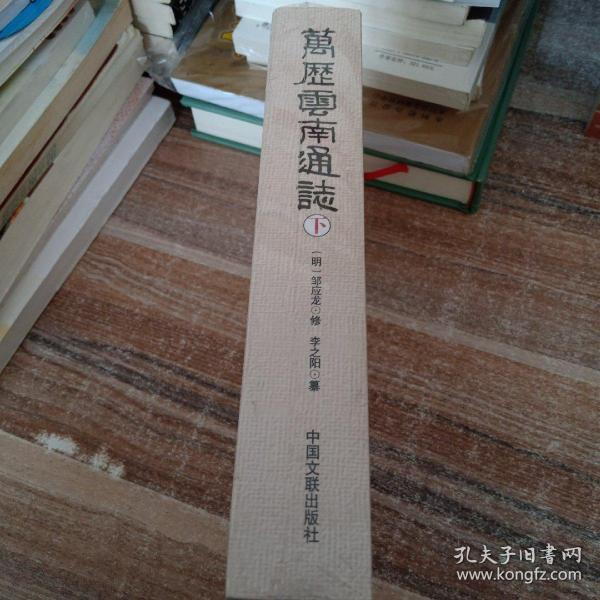 萬歷雲南通誌
下
（明）邹应龙⊙修 李之阳⊙纂
中国文联出版社
孔夫子旧书网
www.kongfz.com